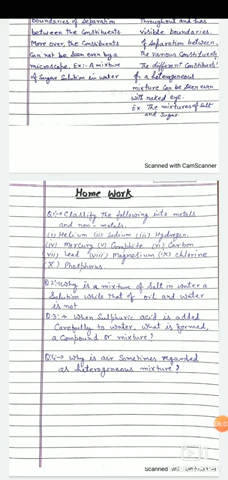 boundaries of separation
between the constituents
More over, the constituents
can not be seen even by a
microscope. Ex:- A mixture
of sugar solution in water
throughout and has
visible boundaries.
of separation between,
the various constituents
The different constituents
in a heterogeneous
mixture can be seen even
with naked eye.
Ex. The mixtures of salt
and sugar.
Scanned with CamScanner
Home Work
Q1:- Classify the following into metals
and non-metals.
(i) Helium (ii) Sodium (iii) Hydrogen.
(iv) Mercury (v) Graphite (vi) Carbon
vii) Lead (viii) Magnesium (ix) chlorine
(X) Phosphorus.
Q2:- Why is a mixture of salt in water a
solution while that of oil and water
is not
Q.3:- When Sulphuric acid is added
Carefully to water. What is formed,
a compound or mixture?
Q4:- Why is air sometimes regarded
as heterogeneous mixture?
Scanned with CamScanner